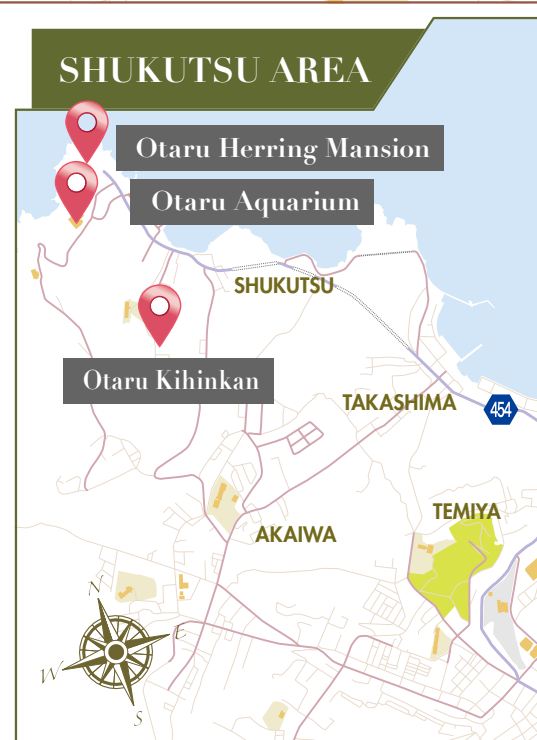 SHUKUTSU AREA
Otaru Herring Mansion
Otaru Aquarium
SHUKUTSU
Otaru Kihinkan
TAKASHIMA
454
TEMIYA
AKAIWA
N
E
W
S